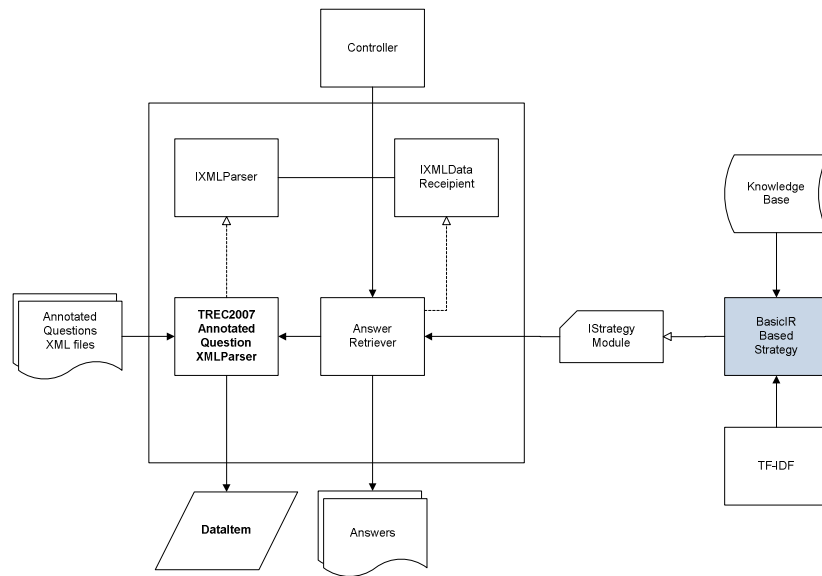 Controller
IXMLParser
IXMLData
Receipient
Knowledge
Base
Annotated
Questions
XML files
TREC2007
Annotated
Question
XMLParser
Answer
Retriever
IStrategy
Module
BasicIR
Based
Strategy
TF-IDF
DataItem
Answers